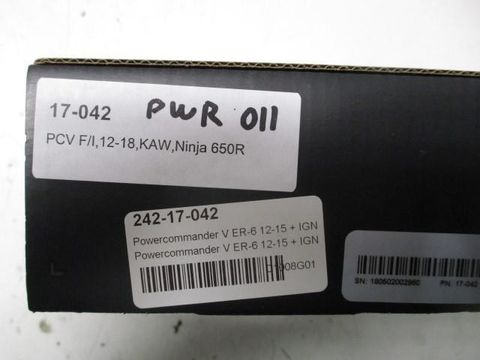 17-042 PWR 011
PCV F/I,12-18,KAW,Ninja 650R
242-17-042
Powercommander V ER-6 12-15 + IGN
Powercommander V ER-6 12-15 + IGN
D1008G01
SN: 180502002960 PN: 17-042